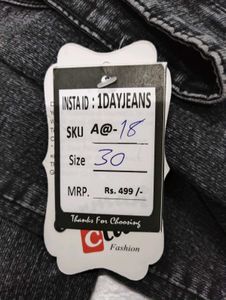 INSTA ID : 1DAYJEANS
SKU A@-18
Size 30
MRP. Rs. 499 /-
Thanks For Choosing
Fashion